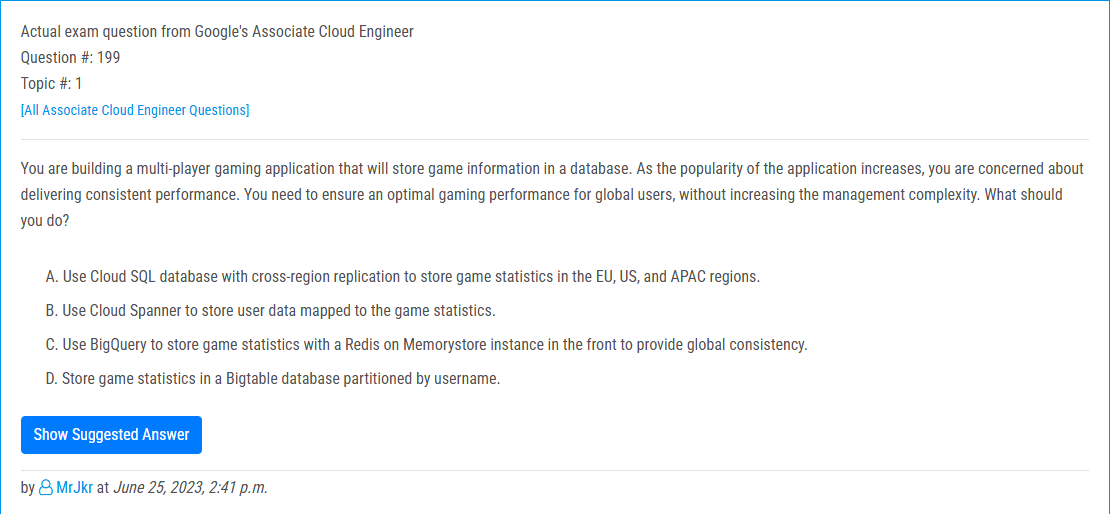 Actual exam question from Google's Associate Cloud Engineer
Question #: 199
Topic #: 1
[All Associate Cloud Engineer Questions]
You are building a multi-player gaming application that will store game information in a database. As the popularity of the application increases, you are concerned about
delivering consistent performance. You need to ensure an optimal gaming performance for global users, without increasing the management complexity. What should
you do?
A. Use Cloud SQL database with cross-region replication to store game statistics in the EU, US, and APAC regions.
B. Use Cloud Spanner to store user data mapped to the game statistics.
C. Use BigQuery to store game statistics with a Redis on Memorystore instance in the front to provide global consistency.
D. Store game statistics in a Bigtable database partitioned by username.
Show Suggested Answer
by MrJkr at June 25, 2023, 2:41 p.m.